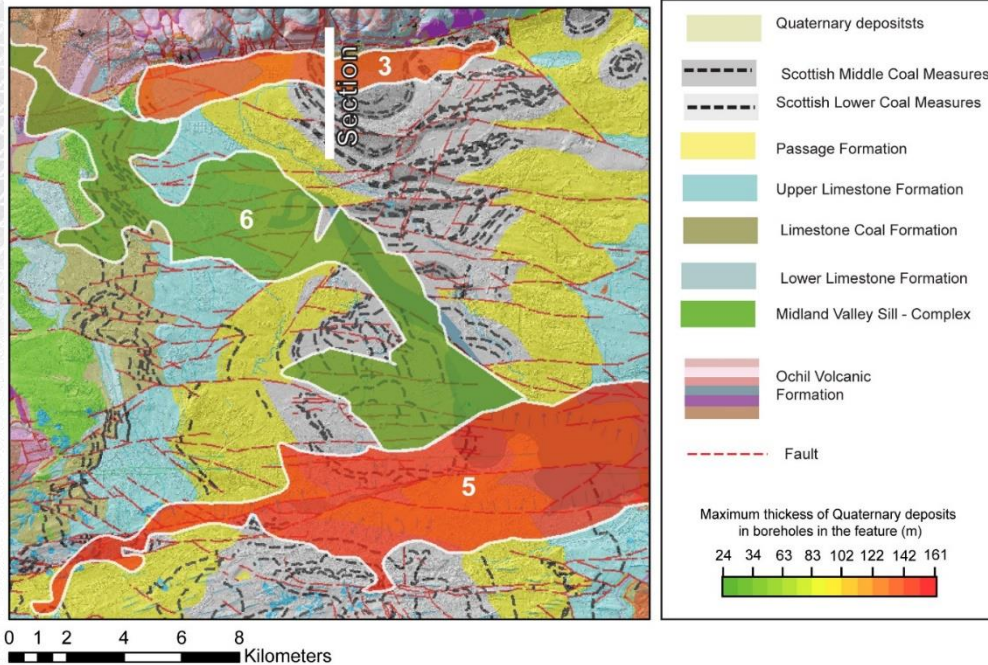 Section
3
6
5
0 1 2 4 6 8
Kilometers
Quaternary depositsts
Scottish Middle Coal Measures
Scottish Lower Coal Measures
Passage Formation
Upper Limestone Formation
Limestone Coal Formation
Lower Limestone Formation
Midland Valley Sill - Complex
Ochil Volcanic
Formation
Fault
Maximum thickess of Quaternary deposits
in boreholes in the feature (m)
24 34 63 83 102 122 142 161